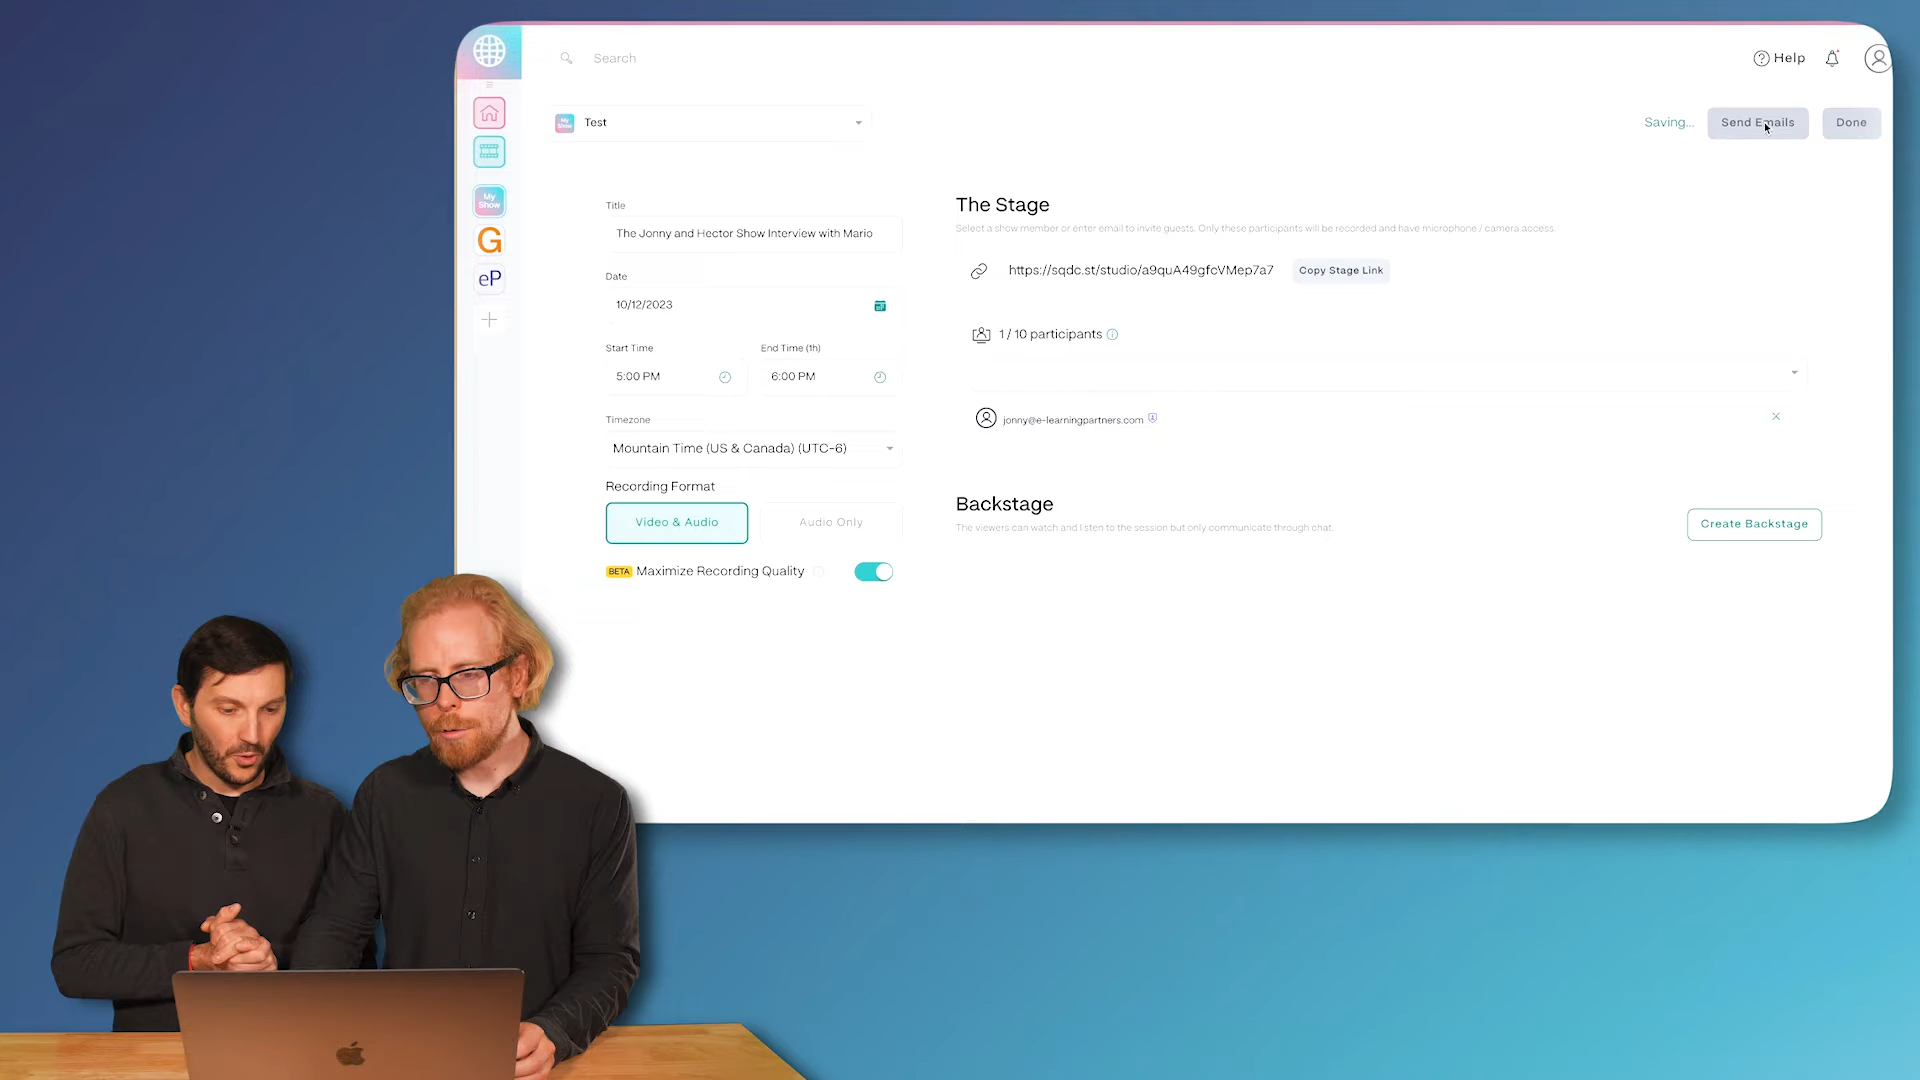 Search
Help
Test
Saving...
Send Emails
Done
My Show
G
eP
Title
The Jonny and Hector Show Interview with Mario
Date
10/12/2023
Start Time
End Time (1h)
5:00 PM
6:00 PM
Timezone
Mountain Time (US & Canada) (UTC-6)
Recording Format
Video & Audio
Audio Only
BETA Maximize Recording Quality
The Stage
Select a show member or enter email to invite guests. Only these participants will be recorded and have microphone / camera access.
https://sqdc.st/studio/a9quA49gfcVMep7a7
Copy Stage Link
1 / 10 participants
jonny@e-learningpartners.com
Backstage
The viewers can watch and listen to the session but only communicate through chat.
Create Backstage